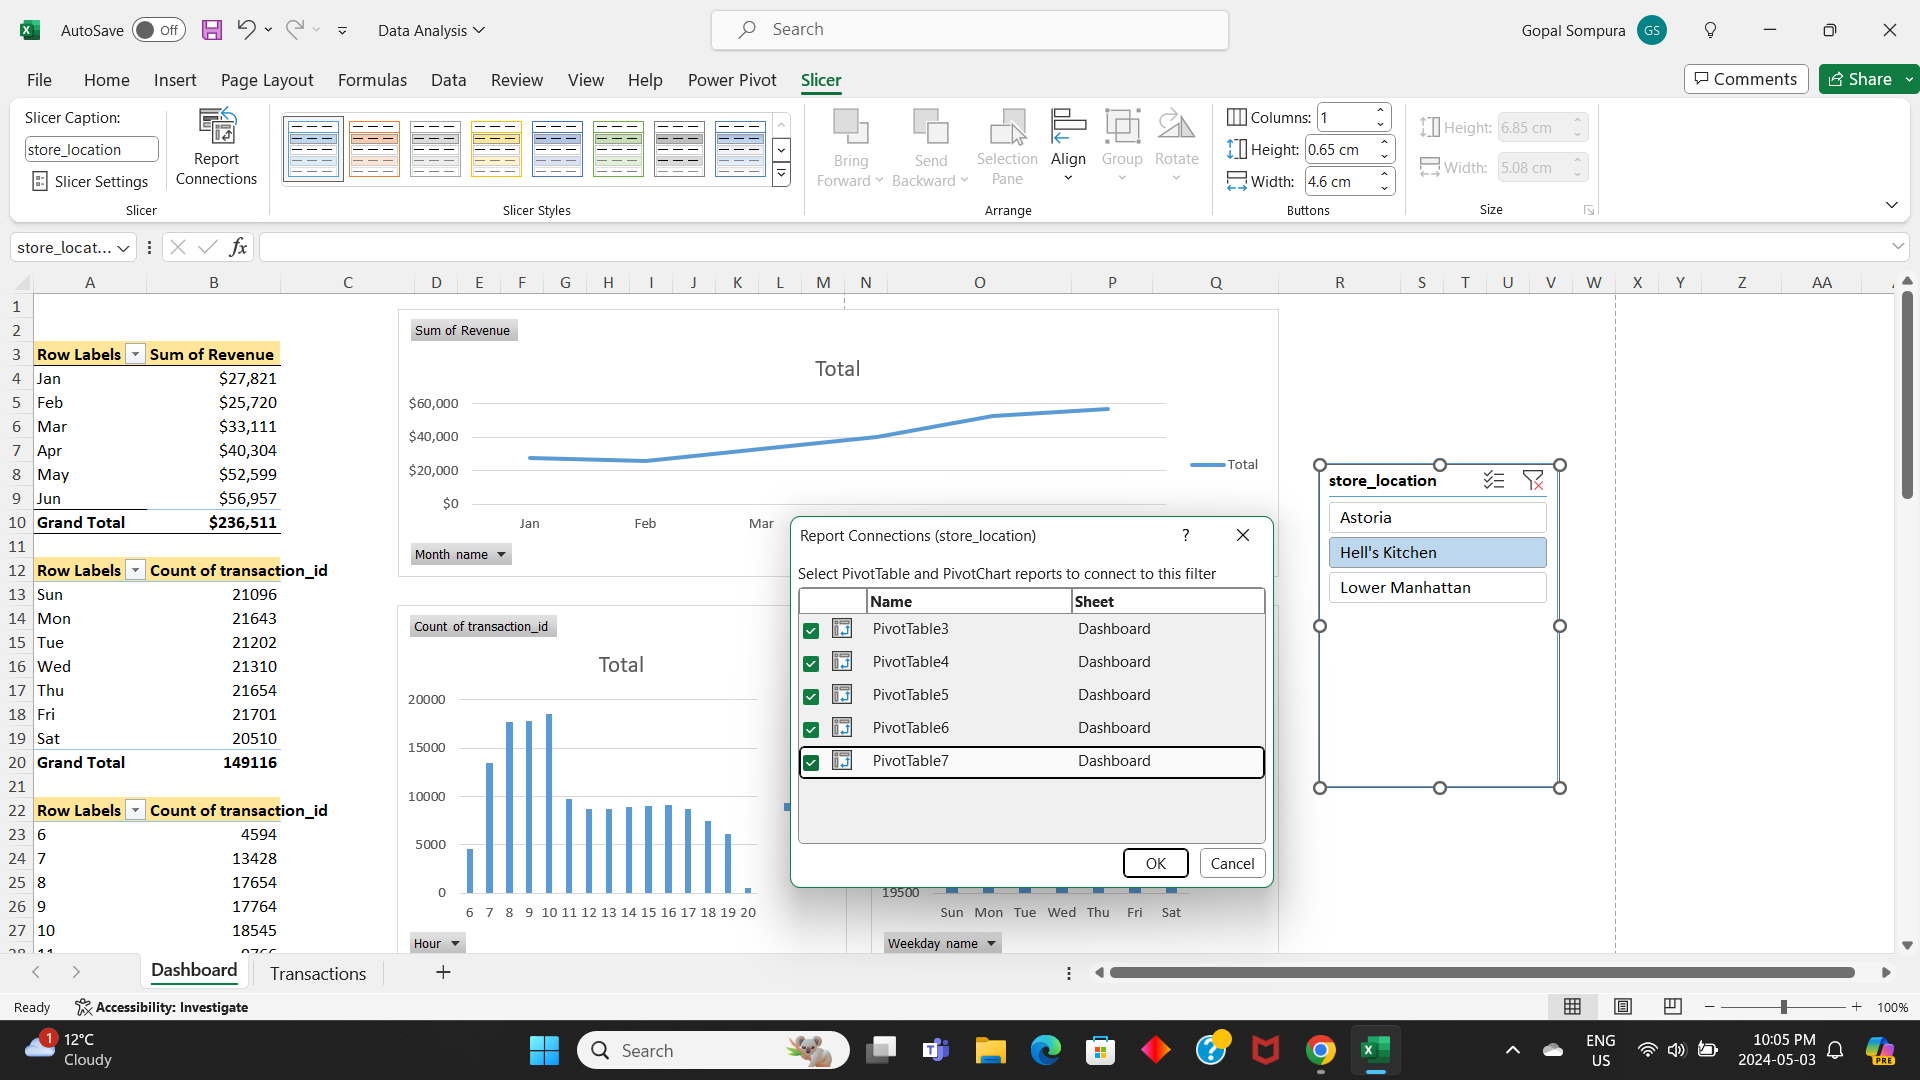 AutoSave Off Data Analysis Search Gopal Sompura GS
File Home Insert Page Layout Formulas Data Review View Help Power Pivot Slicer Comments Share
Slicer Caption:
store_location
Slicer Settings
Report
Connections
Slicer
Slicer Styles
Bring
Forward
Send
Backward
Selection
Pane
Align
Group
Rotate
Arrange
Columns: 1
Height: 0.65 cm
Width: 4.6 cm
Buttons
Height: 6.85 cm
Width: 5.08 cm
Size
store_locat... fx
A B C D E F G H I J K L M N O P Q R S T U V W X Y Z AA
1
2
3 Row Labels Sum of Revenue
4 Jan $27,821
5 Feb $25,720
6 Mar $33,111
7 Apr $40,304
8 May $52,599
9 Jun $56,957
10 Grand Total $236,511
11
12 Row Labels Count of transaction_id
13 Sun 21096
14 Mon 21643
15 Tue 21202
16 Wed 21310
17 Thu 21654
18 Fri 21701
19 Sat 20510
20 Grand Total 149116
21
22 Row Labels Count of transaction_id
23 6 4594
24 7 13428
25 8 17654
26 9 17764
27 10 18545
Sum of Revenue
Total
$60,000
$40,000
$20,000
$0
Jan Feb Mar
Total
Month name
Count of transaction_id
Total
20000
15000
10000
5000
0
6 7 8 9 10 11 12 13 14 15 16 17 18 19 20
Hour
19500
Sun Mon Tue Wed Thu Fri Sat
Weekday name
Report Connections (store_location) ?
Select PivotTable and PivotChart reports to connect to this filter
Name Sheet
PivotTable3 Dashboard
PivotTable4 Dashboard
PivotTable5 Dashboard
PivotTable6 Dashboard
PivotTable7 Dashboard
OK Cancel
store_location
Astoria
Hell's Kitchen
Lower Manhattan
Dashboard Transactions
Ready Accessibility: Investigate 100%
1 12°C
Cloudy
Search
ENG
US
10:05 PM
2024-05-03
PRE